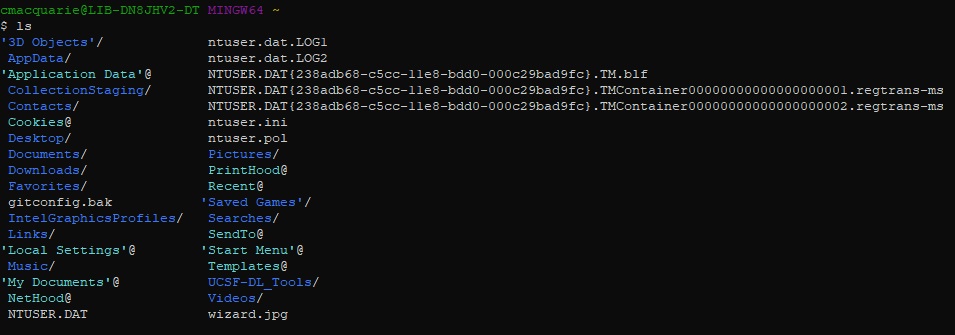 cmacquarie@LIB-DN8JHV2-DT MINGW64 ~
$ ls
'3D Objects'/ ntuser.dat.LOG1
AppData/ ntuser.dat.LOG2
'Application Data'@ NTUSER.DAT{238adb68-c5cc-11e8-bdd0-000c29bad9fc}.TM.blf
CollectionStaging/ NTUSER.DAT{238adb68-c5cc-11e8-bdd0-000c29bad9fc}.TMContainer00000000000000000001.regtrans-ms
Contacts/ NTUSER.DAT{238adb68-c5cc-11e8-bdd0-000c29bad9fc}.TMContainer00000000000000000002.regtrans-ms
Cookies@ ntuser.ini
Desktop/ ntuser.pol
Documents/ Pictures/
Downloads/ PrintHood@
Favorites/ Recent@
gitconfig.bak 'Saved Games'/
IntelGraphicsProfiles/ Searches/
Links/ SendTo@
'Local Settings'@ 'Start Menu'@
Music/ Templates@
'My Documents'@ UCSF-DL_Tools/
NetHood@ Videos/
NTUSER.DAT wizard.jpg